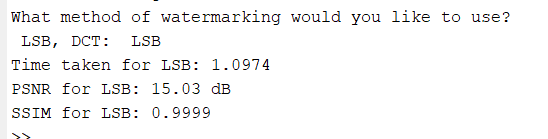 What method of watermarking would you like to use?
LSB, DCT:  LSB
Time taken for LSB: 1.0974
PSNR for LSB: 15.03 dB
SSIM for LSB: 0.9999
>>